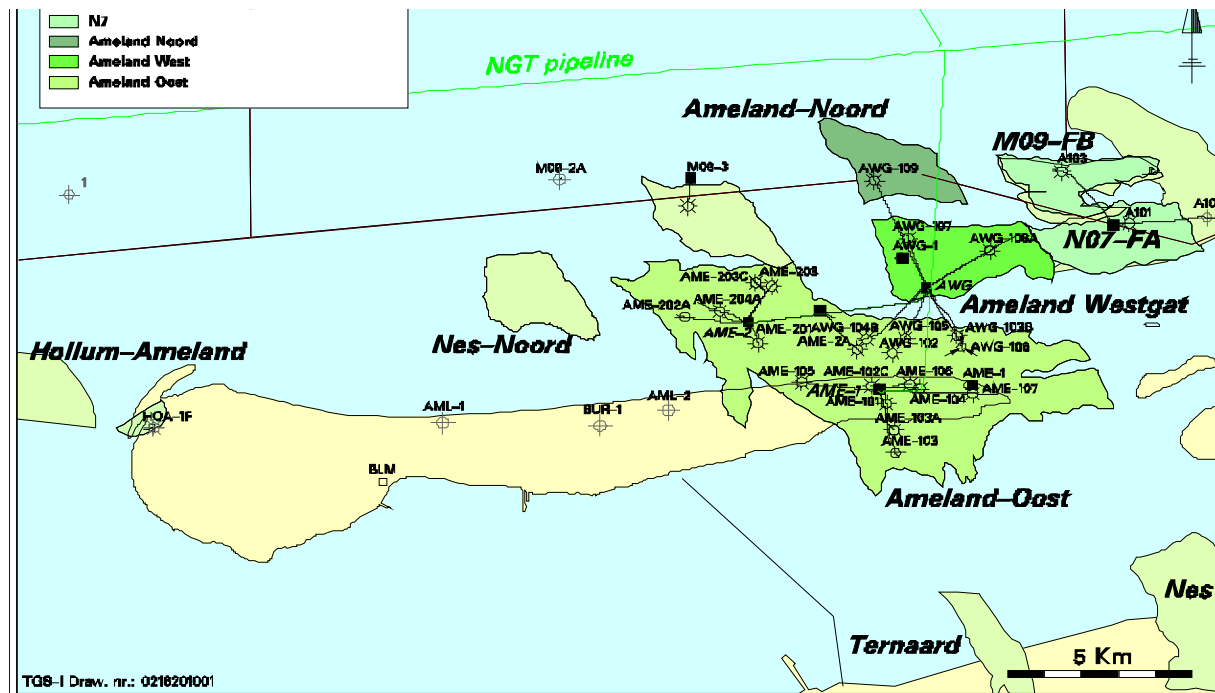 N7
Ameland Noord
Ameland West
Ameland Oost
NGT pipeline
Ameland-Noord
M09-FB
A103
M09-2A
M08-3
AWG-109
1
A101
A10
AWG-107
AWG-1
AWG-108A
N07-FA
AME-203C
AME-205
AWG
AME-202A
AME-204A
Ameland Westgat
AME-2
AME-201
AWG-104B
AWG-105
AWG-103B
Nes-Noord
AME-2A
AWG-102
AWG-106
Hollum-Ameland
AME-105
AME-102C
AME-106
AME-1
AME-1
AME-107
AME-101
AME-104
HOA-1F
AML-1
BUR-1
AML-2
AME-103A
AME-103
BLM
Ameland-Oost
Nes
Ternaard
5 Km
TGS-I Draw. nr.: 0216201001